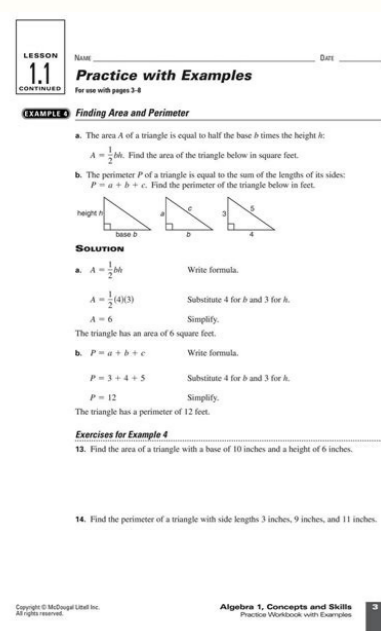 LESSON
1.1
CONTINUED
NAME DATE
Practice with Examples
For use with pages 3-8
EXAMPLE 4 Finding Area and Perimeter
a. The area A of a triangle is equal to half the base b times the height h:
A = 1/2 bh. Find the area of the triangle below in square feet.
b. The perimeter P of a triangle is equal to the sum of the lengths of its sides:
P = a + b + c. Find the perimeter of the triangle below in feet.
height h a c 3 5
base b b 4
SOLUTION
a. A = 1/2 bh Write formula.
A = 1/2 (4)(3) Substitute 4 for b and 3 for h.
A = 6 Simplify.
The triangle has an area of 6 square feet.
b. P = a + b + c Write formula.
P = 3 + 4 + 5 Substitute 4 for b and 3 for h.
P = 12 Simplify.
The triangle has a perimeter of 12 feet.
Exercises for Example 4
13. Find the area of a triangle with a base of 10 inches and a height of 6 inches.
14. Find the perimeter of a triangle with side lengths 3 inches, 9 inches, and 11 inches.
Copyright © McDougal Littell Inc.
All rights reserved.
Algebra 1, Concepts and Skills 3
Practice Workbook with Examples